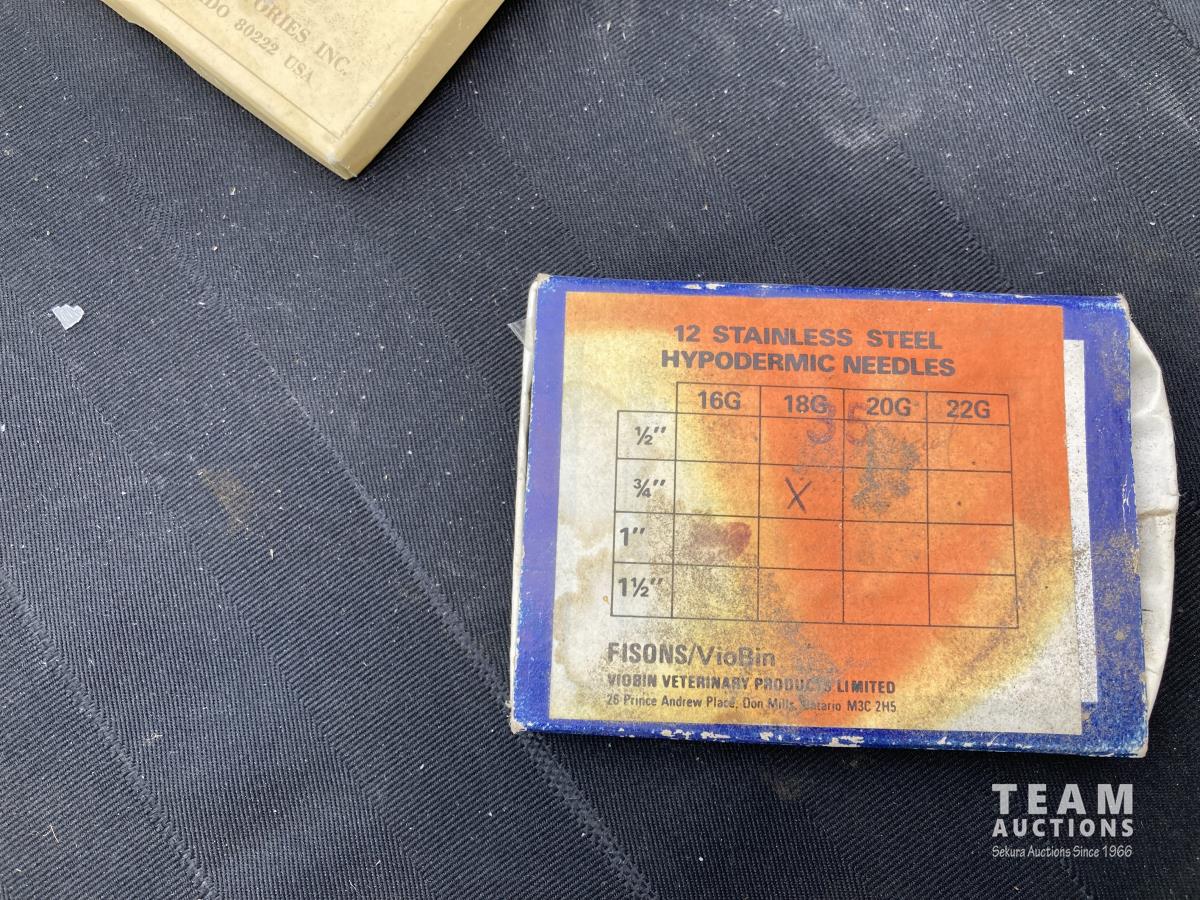 GRIES INC.
DO 80222 USA
12 STAINLESS STEEL
HYPODERMIC NEEDLES
16G 18G 20G 22G
½"
¾" X
1"
1½"
FISONS/VioBin
VIOBIN VETERINARY PRODUCTS LIMITED
26 Prince Andrew Place, Don Mills, Ontario M3C 2H5
TEAM
AUCTIONS
Sekura Auctions Since 1966